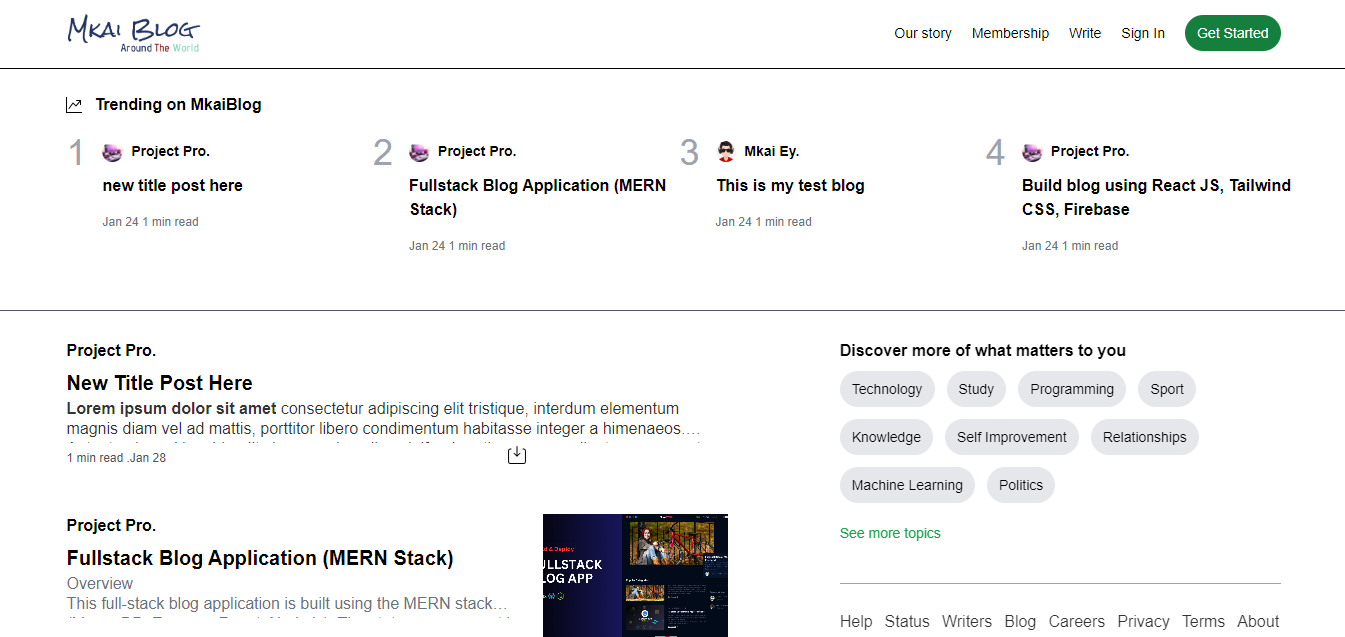 Mkai Blog
Around The World
Our story Membership Write Sign In Get Started
Trending on MkaiBlog
1 Project Pro.
new title post here
Jan 24 1 min read
2 Project Pro.
Fullstack Blog Application (MERN
Stack)
Jan 24 1 min read
3 Mkai Ey.
This is my test blog
Jan 24 1 min read
4 Project Pro.
Build blog using React JS, Tailwind
CSS, Firebase
Jan 24 1 min read
Project Pro.
New Title Post Here
Lorem ipsum dolor sit amet consectetur adipiscing elit tristique, interdum elementum
magnis diam vel ad mattis, porttitor libero condimentum habitasse integer a himenaeos....
1 min read .Jan 28
Project Pro.
Fullstack Blog Application (MERN Stack)
Overview
This full-stack blog application is built using the MERN stack...
& Deploy
ULLSTACK
OG APP
Discover more of what matters to you
Technology Study Programming Sport
Knowledge Self Improvement Relationships
Machine Learning Politics
See more topics
Help Status Writers Blog Careers Privacy Terms About